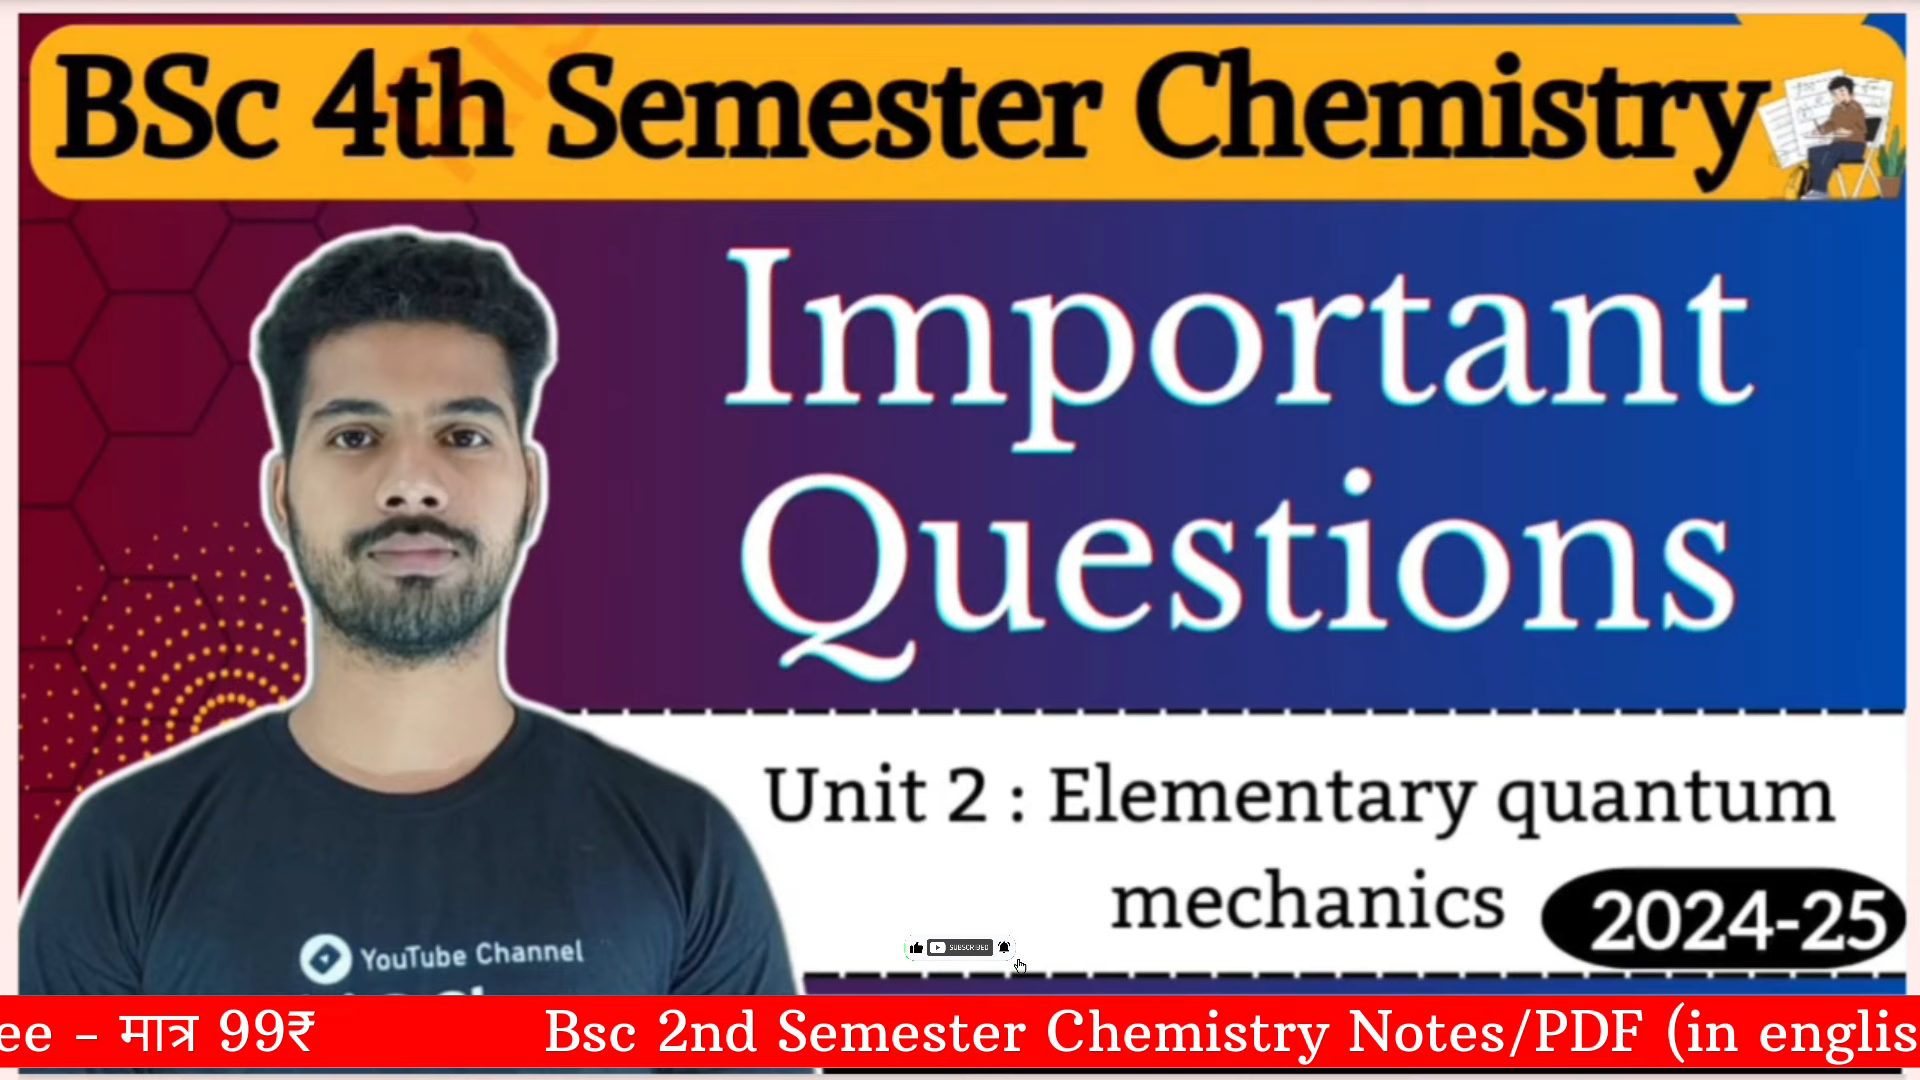 BSc 4th Semester Chemistry
Important
Questions
Unit 2 : Elementary quantum
mechanics
2024-25
YouTube Channel
SUBSCRIBED
ee - मात्र 99₹ Bsc 2nd Semester Chemistry Notes/PDF (in englis